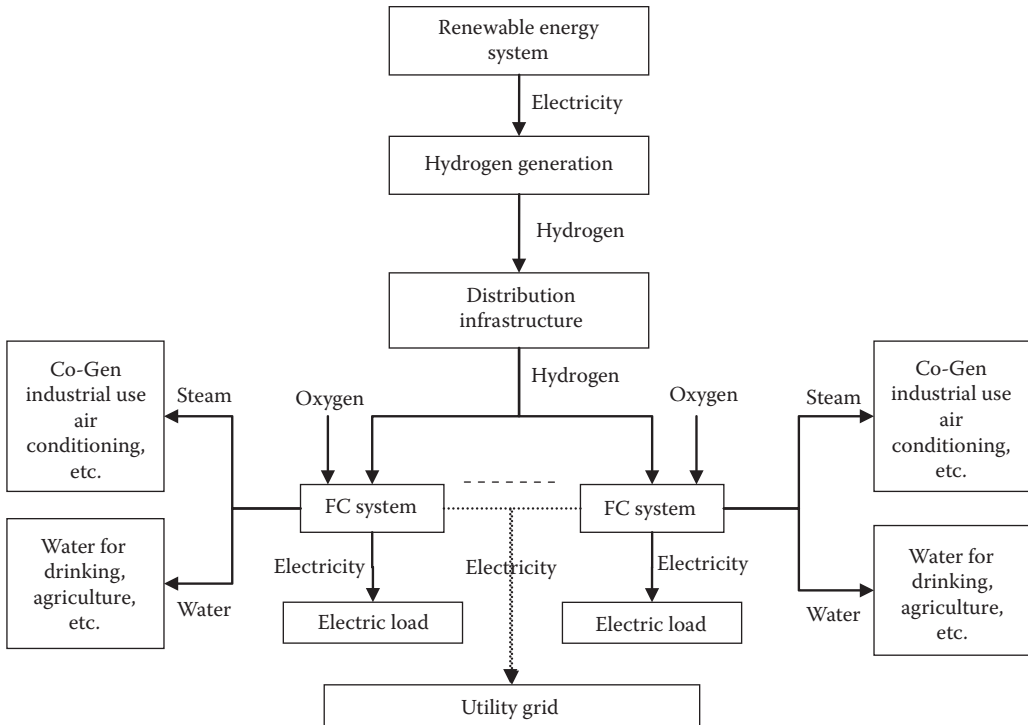 Renewable energy
system
Electricity
Hydrogen generation
Hydrogen
Distribution
infrastructure
Hydrogen
Co-Gen
industrial use
air
conditioning,
etc.
Steam
Oxygen
Oxygen
Steam
Co-Gen
industrial use
air
conditioning,
etc.
FC system
FC system
Water for
drinking,
agriculture,
etc.
Water
Electricity
Electricity
Electricity
Water
Water for
drinking,
agriculture,
etc.
Electric load
Electric load
Utility grid